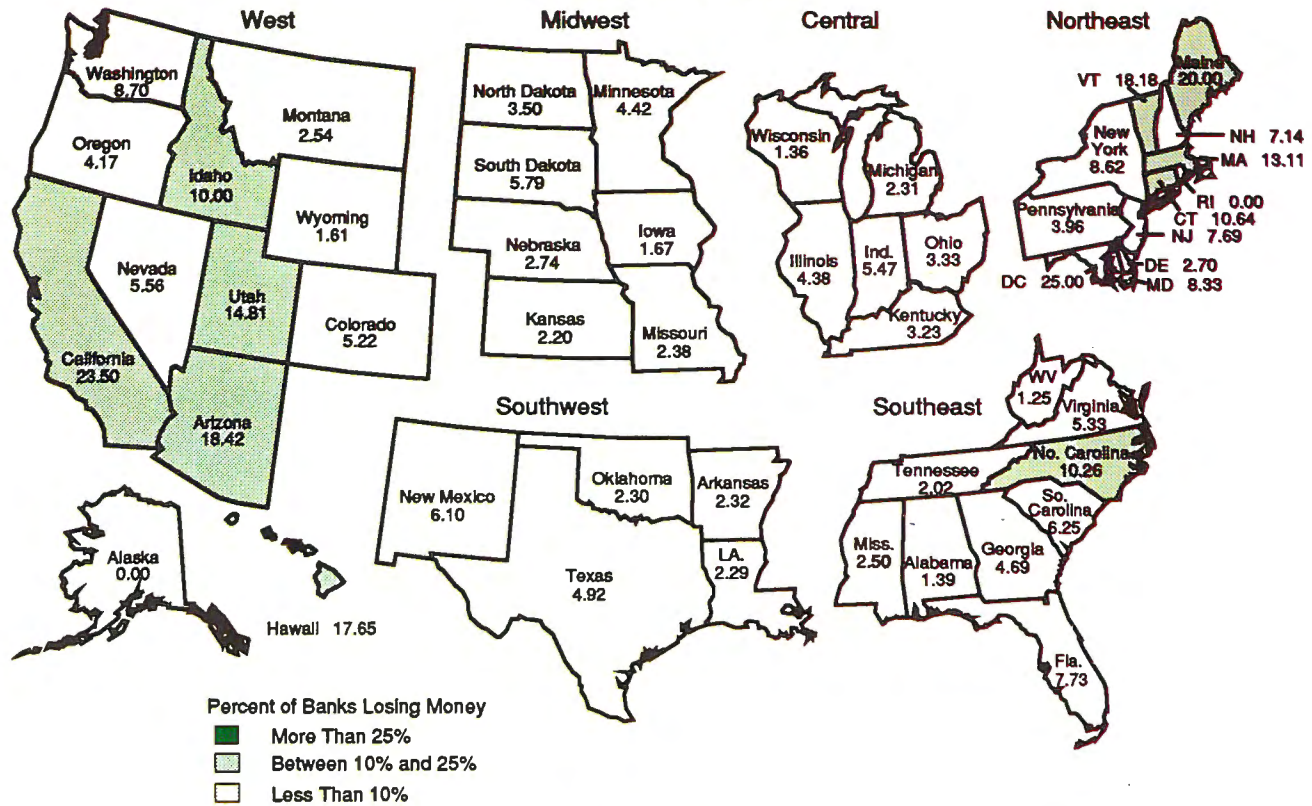 West
Washington
8.70
Montana
2.54
Oregon
4.17
Idaho
10.00
Wyoming
1.61
Nevada
5.56
Utah
14.81
Colorado
5.22
California
23.50
Arizona
18.42
Alaska
0.00
Hawaii 17.65
Midwest
North Dakota
3.50
Minnesota
4.42
South Dakota
5.79
Nebraska
2.74
Iowa
1.67
Kansas
2.20
Missouri
2.38
Central
Wisconsin
1.36
Michigan
2.31
Illinois
4.38
Ind.
5.47
Ohio
3.33
Kentucky
3.23
Northeast
Maine
20.00
VT 18.18
New
York
8.62
NH 7.14
MA 13.11
RI 0.00
CT 10.64
NJ 7.69
Pennsylvania
3.96
DE 2.70
MD 8.33
DC 25.00
Southwest
New Mexico
6.10
Oklahoma
2.30
Arkansas
2.32
Texas
4.92
LA.
2.29
Southeast
WV
1.25
Virginia
5.33
No. Carolina
10.26
Tennessee
2.02
So.
Carolina
6.25
Miss.
2.50
Alabama
1.39
Georgia
4.69
Fla.
7.73
Percent of Banks Losing Money
More Than 25%
Between 10% and 25%
Less Than 10%